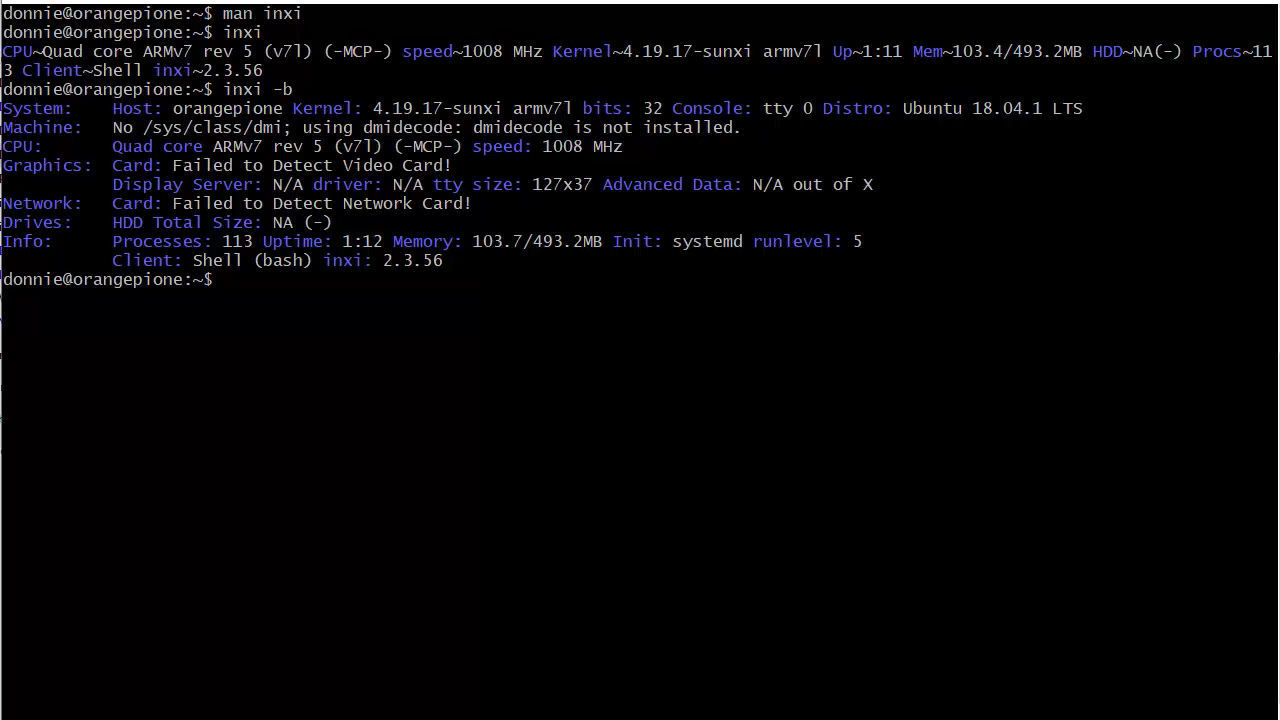 donnie@orangepione:~$ man inxi
donnie@orangepione:~$ inxi
CPU~Quad core ARMv7 rev 5 (v7l) (-MCP-) speed~1008 MHz Kernel~4.19.17-sunxi armv7l Up~1:11 Mem~103.4/493.2MB HDD~NA(-) Procs~11
3 Client~Shell inxi~2.3.56
donnie@orangepione:~$ inxi -b
System:    Host: orangepione Kernel: 4.19.17-sunxi armv7l bits: 32 Console: tty 0 Distro: Ubuntu 18.04.1 LTS
Machine:   No /sys/class/dmi; using dmidecode: dmidecode is not installed.
CPU:       Quad core ARMv7 rev 5 (v7l) (-MCP-) speed: 1008 MHz
Graphics:  Card: Failed to Detect Video Card!
           Display Server: N/A driver: N/A tty size: 127x37 Advanced Data: N/A out of X
Network:   Card: Failed to Detect Network Card!
Drives:    HDD Total Size: NA (-)
Info:      Processes: 113 Uptime: 1:12 Memory: 103.7/493.2MB Init: systemd runlevel: 5
           Client: Shell (bash) inxi: 2.3.56
donnie@orangepione:~$